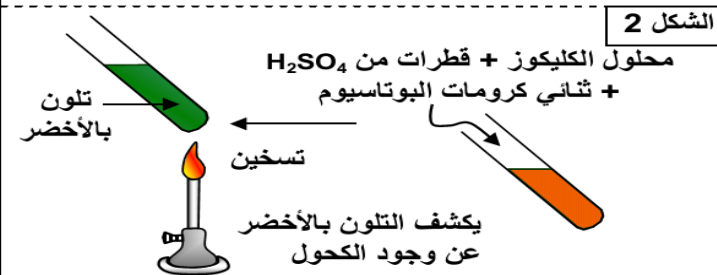 الشكل 2
محلول الكليكوز + قطرات من H₂SO₄
+ ثنائي كرومات البوتاسيوم
تلون
بالأخضر
تسخين
يكشف التلون بالأخضر
عن وجود الكحول